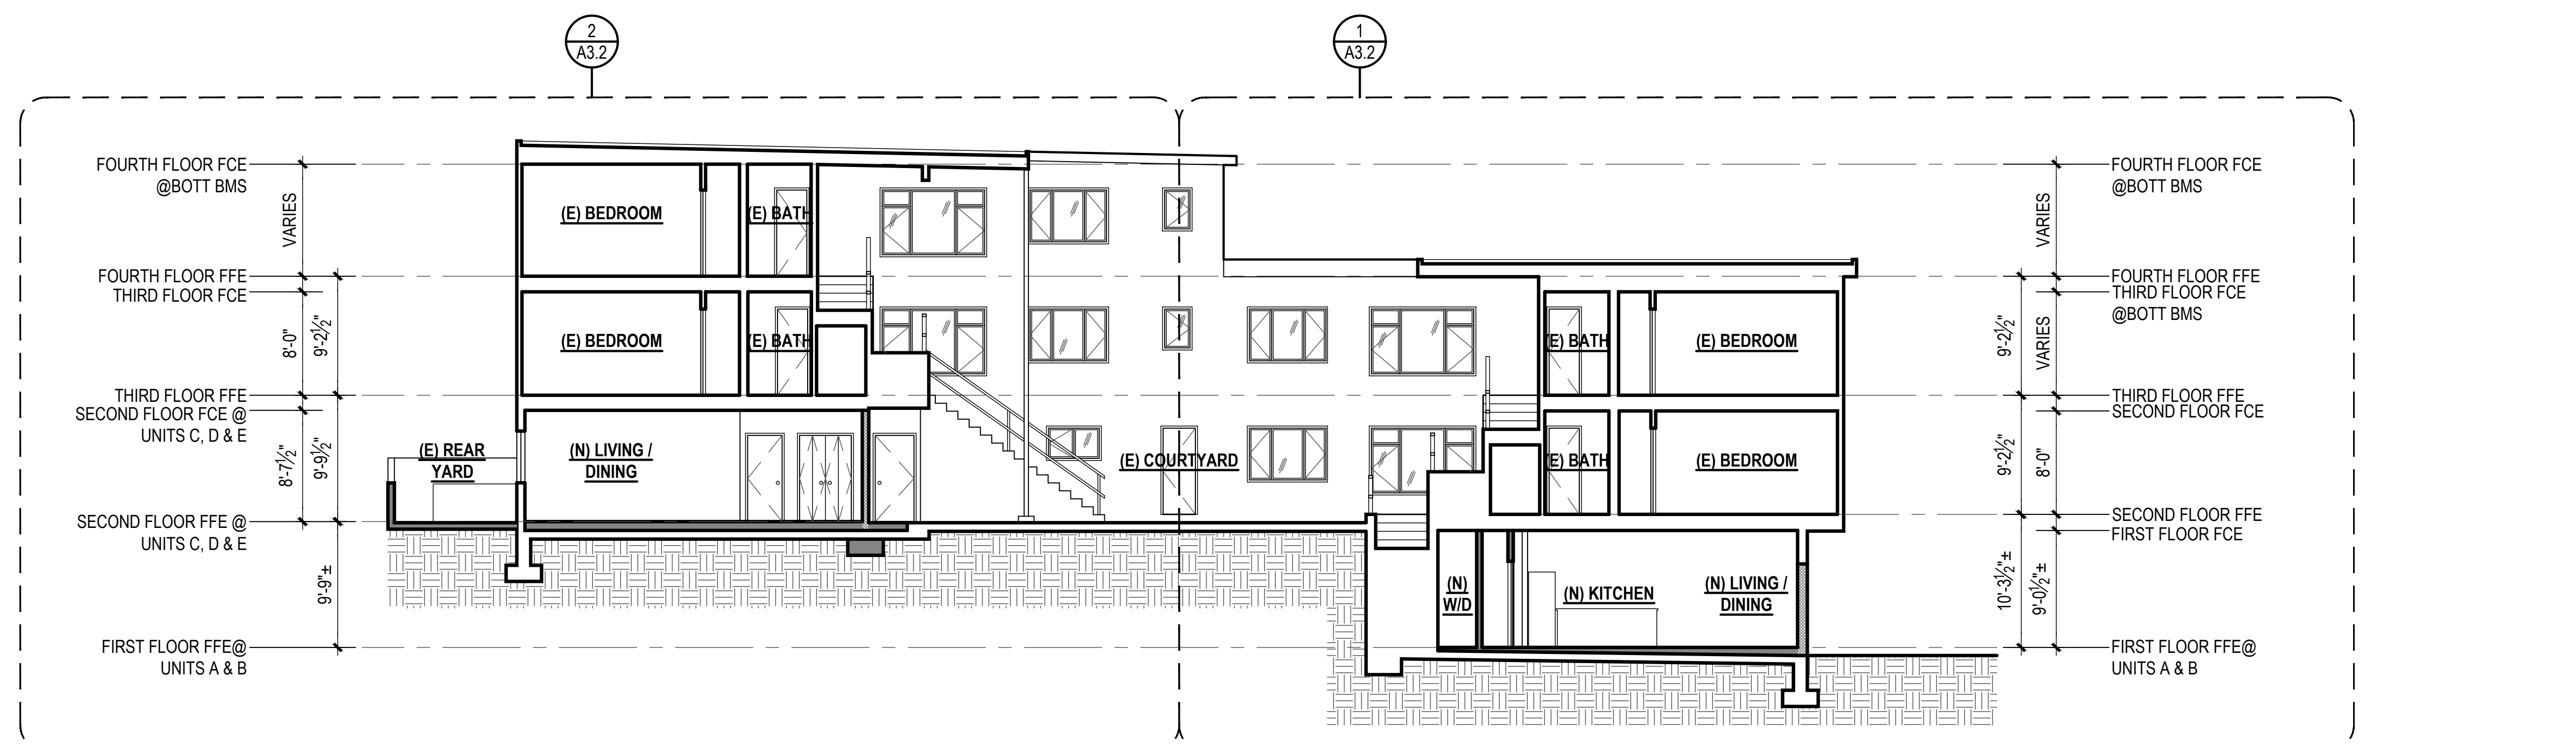 2
A3.2
1
A3.2
FOURTH FLOOR FCE
@BOTT BMS
VARIES
FOURTH FLOOR FFE
THIRD FLOOR FCE
8'-0"
9'-2½"
THIRD FLOOR FFE
SECOND FLOOR FCE @
UNITS C, D & E
8'-7½"
9'-9½"
SECOND FLOOR FFE @
UNITS C, D & E
9'-9"±
FIRST FLOOR FFE@
UNITS A & B
(E) BEDROOM
(E) BATH
(E) BEDROOM
(E) BATH
(E) REAR
YARD
(N) LIVING /
DINING
(E) COURTYARD
(E) BATH
(E) BEDROOM
(E) BATH
(E) BEDROOM
(N)
W/D
(N) KITCHEN
(N) LIVING /
DINING
FOURTH FLOOR FCE
@BOTT BMS
VARIES
FOURTH FLOOR FFE
THIRD FLOOR FCE
@BOTT BMS
9'-2½"
VARIES
THIRD FLOOR FFE
SECOND FLOOR FCE
9'-2½"
8'-0"
SECOND FLOOR FFE
FIRST FLOOR FCE
10'-3½"±
9'-0½"±
FIRST FLOOR FFE@
UNITS A & B